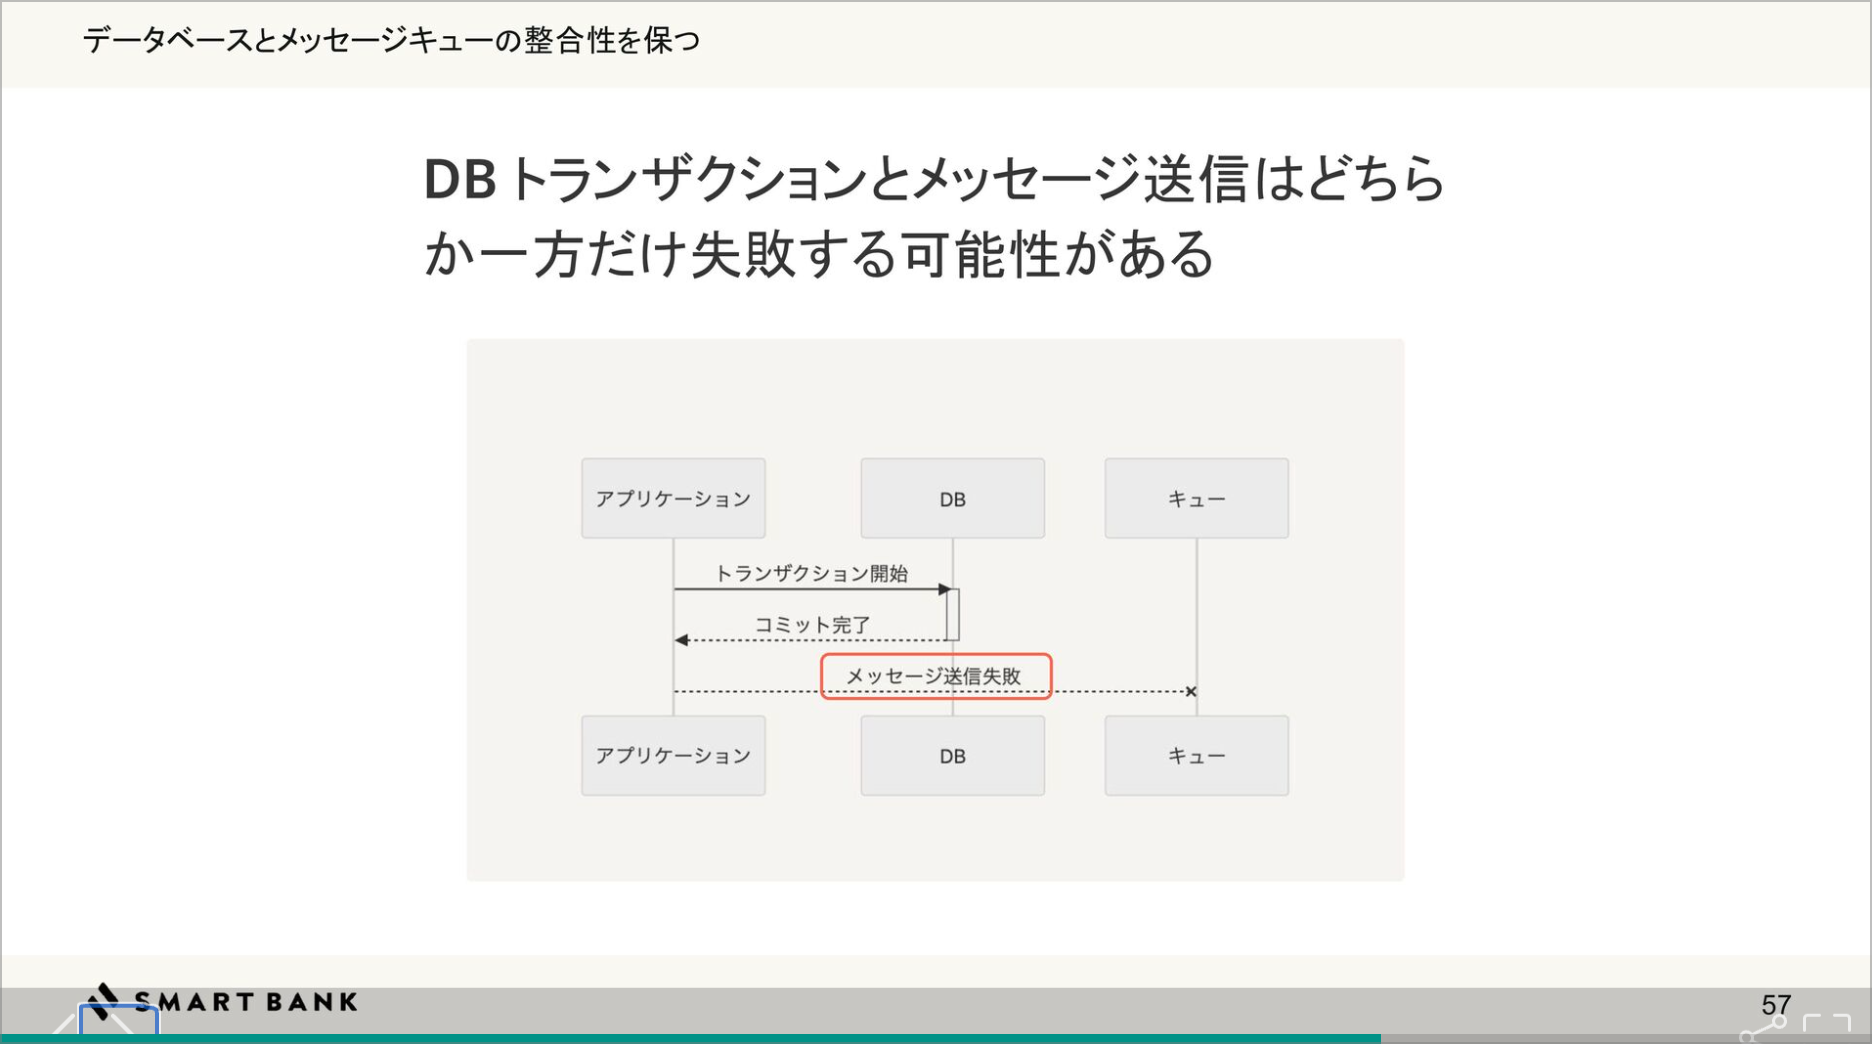 データベースとメッセージキューの整合性を保つ
DB トランザクションとメッセージ送信はどちら
か一方だけ失敗する可能性がある
アプリケーション
DB
キュー
トランザクション開始
コミット完了
メッセージ送信失敗
アプリケーション
DB
キュー
SMART BANK
57